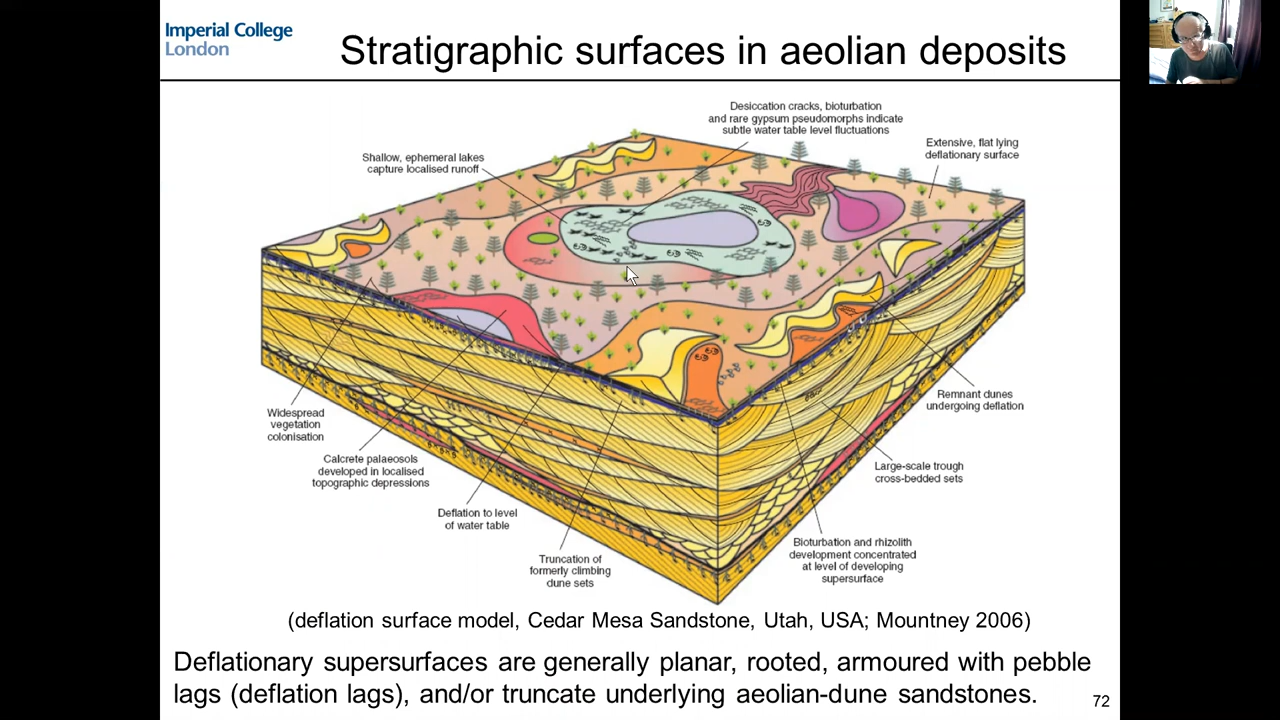 Imperial College
London
Stratigraphic surfaces in aeolian deposits
Desiccation cracks, bioturbation
and rare gypsum pseudomorphs indicate
subtle water table level fluctuations
Shallow, ephemeral lakes
capture localised runoff
Extensive, flat lying
deflationary surface
Widespread
vegetation
colonisation
Calcrete palaeosols
developed in localised
topographic depressions
Deflation to level
of water table
Truncation of
formerly climbing
dune sets
Bioturbation and rhizolith
development concentrated
at level of developing
supersurface
Large-scale trough
cross-bedded sets
Remnant dunes
undergoing deflation
(deflation surface model, Cedar Mesa Sandstone, Utah, USA; Mountney 2006)
Deflationary supersurfaces are generally planar, rooted, armoured with pebble
lags (deflation lags), and/or truncate underlying aeolian-dune sandstones.
72